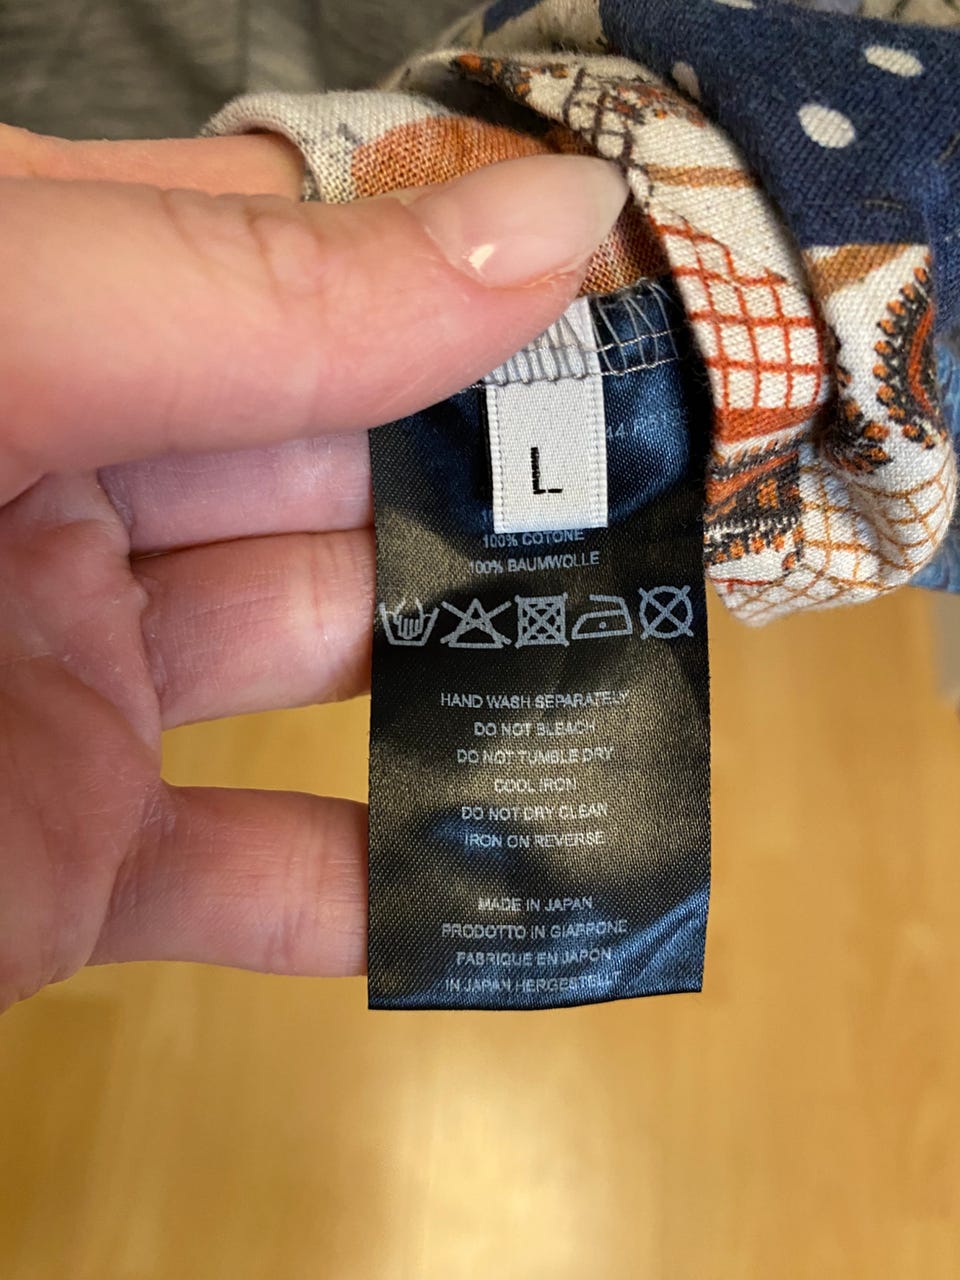 L
100% COTONE
100% BAUMWOLLE
HAND WASH SEPARATELY
DO NOT BLEACH
DO NOT TUMBLE DRY
COOL IRON
DO NOT DRY CLEAN
IRON ON REVERSE
MADE IN JAPAN
PRODOTTO IN GIAPPONE
FABRIQUE EN JAPON
IN JAPAN HERGESTELLT